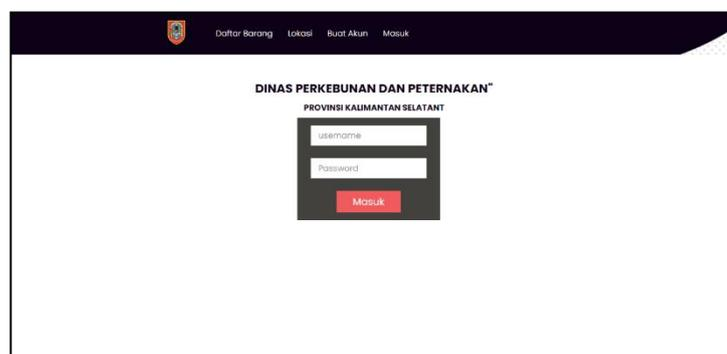 Daftar Barang Lokasi Buat Akun Masuk
DINAS PERKEBUNAN DAN PETERNAKAN"
PROVINSI KALIMANTAN SELATANT
username
Password
Masuk